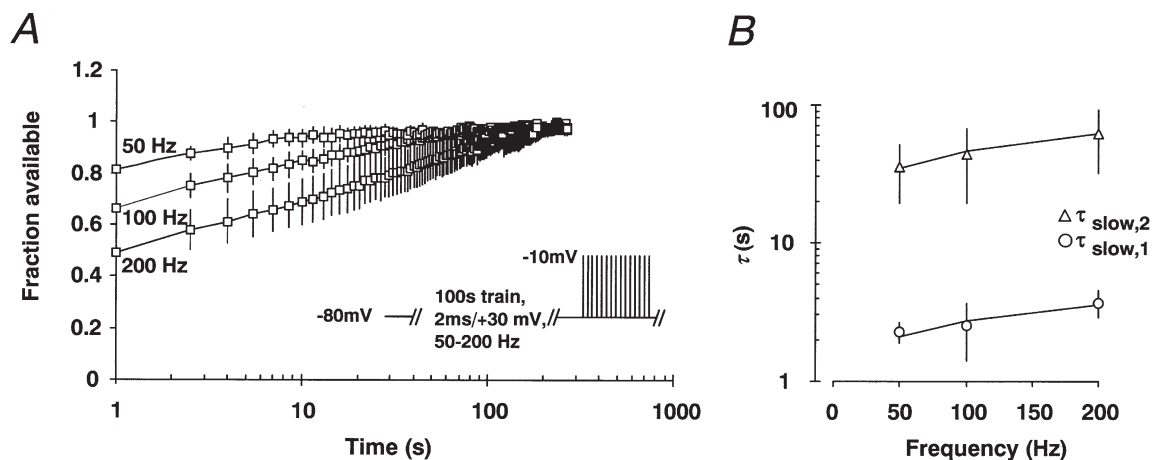 A
B
Fraction available
1.2
1
0.8
0.6
0.4
0.2
0
50 Hz
100 Hz
200 Hz
-80mV
100s train,
2ms/+30 mV,
50-200 Hz
-10mV
1
10
100
1000
Time (s)
τ(s)
100
10
1
τ slow,2
τ slow,1
0
50
100
150
200
Frequency (Hz)